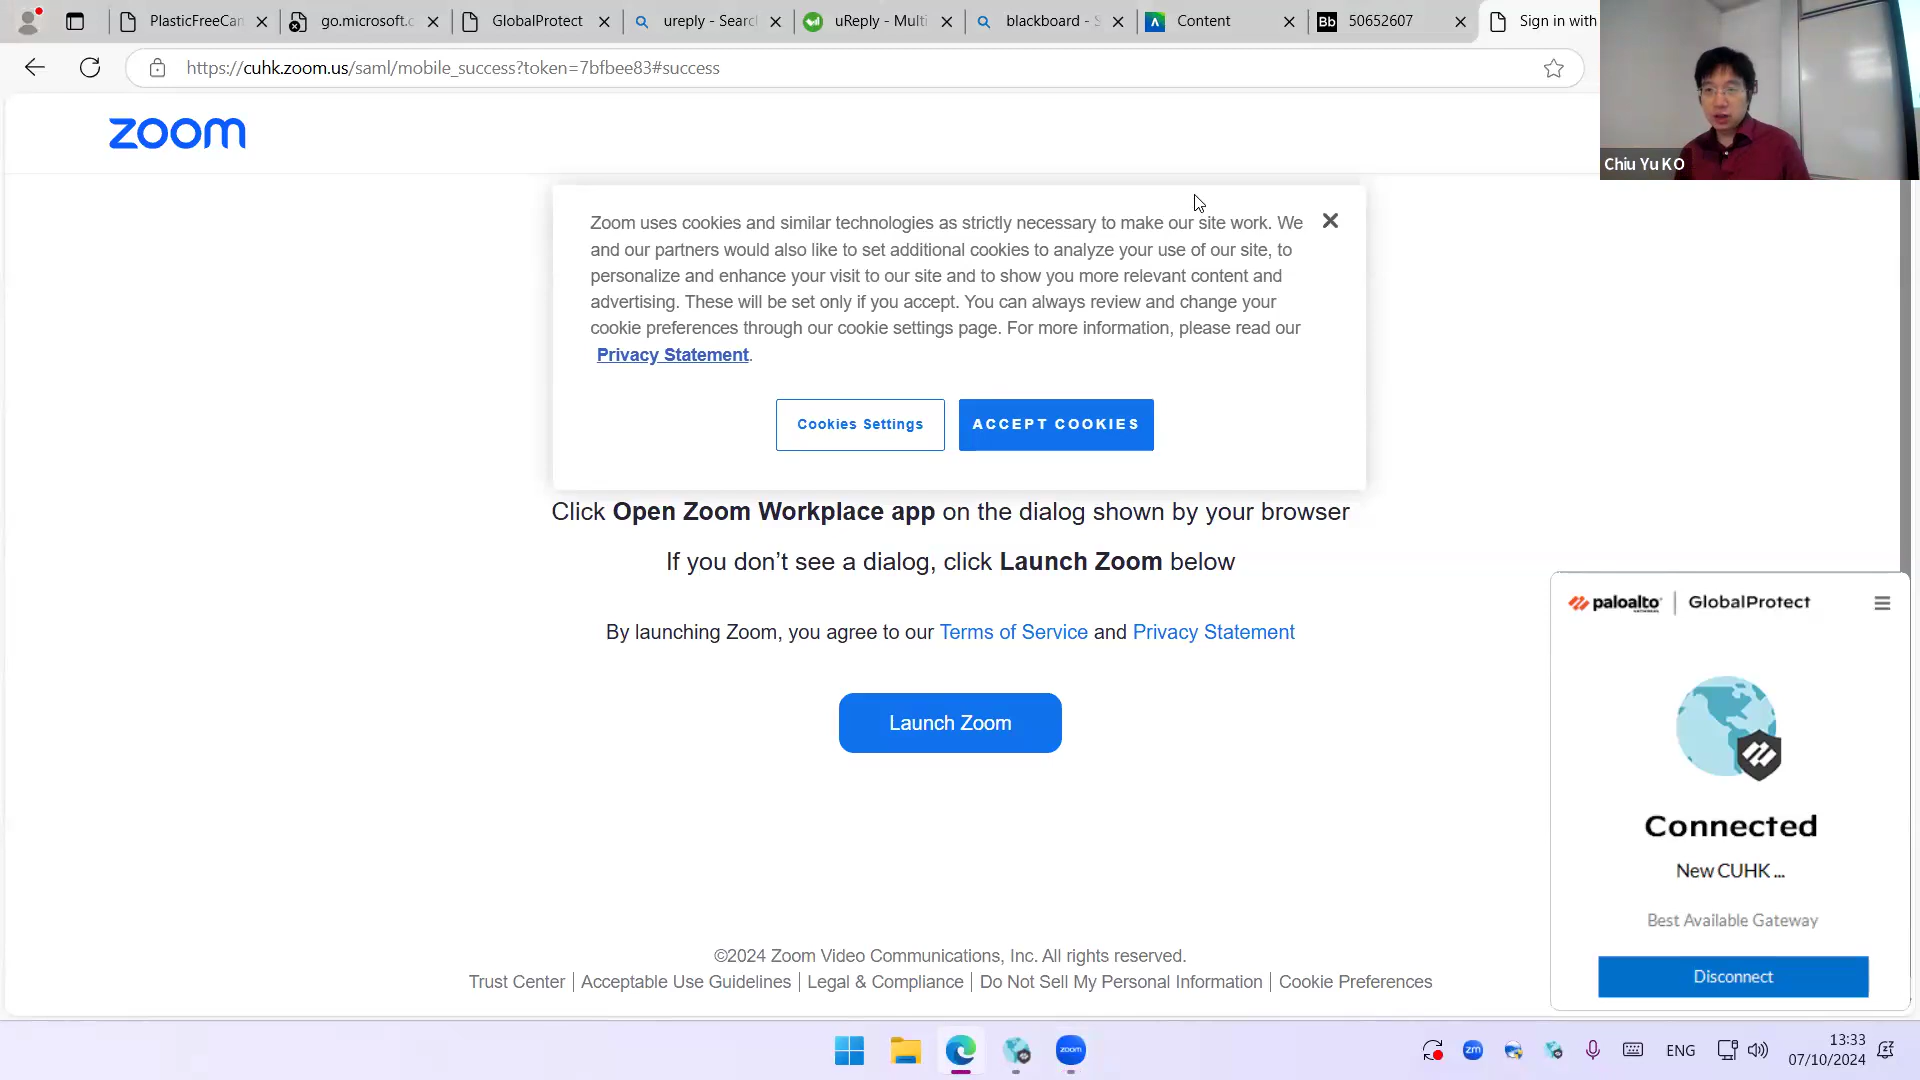 PlasticFreeCan
go.microsoft.c
GlobalProtect
ureply - Searc
uReply - Multi
blackboard - S
Content
Bb 50652607
Sign in with
https://cuhk.zoom.us/saml/mobile_success?token=7bfbee83#success
Chiu Yu KO
zoom
Zoom uses cookies and similar technologies as strictly necessary to make our site work. We
and our partners would also like to set additional cookies to analyze your use of our site, to
personalize and enhance your visit to our site and to show you more relevant content and
advertising. These will be set only if you accept. You can always review and change your
cookie preferences through our cookie settings page. For more information, please read our
Privacy Statement.
Cookies Settings
ACCEPT COOKIES
Click Open Zoom Workplace app on the dialog shown by your browser
If you don’t see a dialog, click Launch Zoom below
By launching Zoom, you agree to our Terms of Service and Privacy Statement
Launch Zoom
paloalto | GlobalProtect
Connected
New CUHK ...
Best Available Gateway
Disconnect
©2024 Zoom Video Communications, Inc. All rights reserved.
Trust Center | Acceptable Use Guidelines | Legal & Compliance | Do Not Sell My Personal Information | Cookie Preferences
zoom
zm
ENG
13:33
07/10/2024